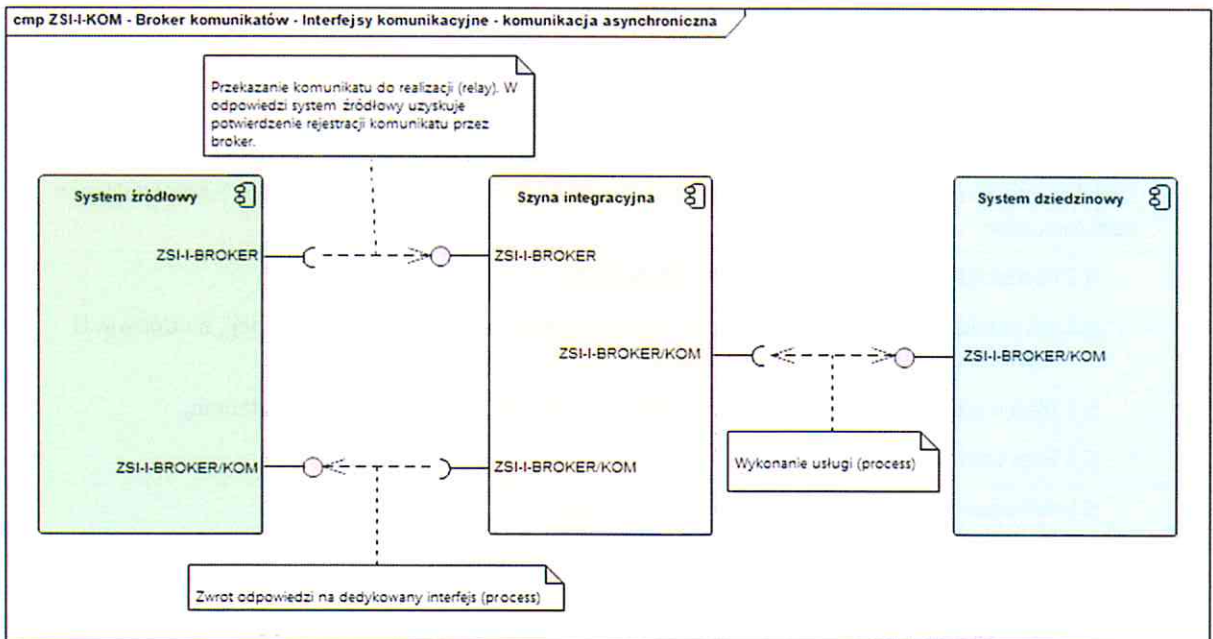 cmp ZSI-I-KOM - Broker komunikatów - Interfejsy komunikacyjne - komunikacja asynchroniczna
Przekazanie komunikatu do realizacji (relay). W
odpowiedzi system źródłowy uzyskuje
potwierdzenie rejestracji komunikatu przez
broker.
System źródłowy
Szyna integracyjna
System dziedzinowy
ZSI-I-BROKER
ZSI-I-BROKER
ZSI-I-BROKER/KOM
ZSI-I-BROKER/KOM
ZSI-I-BROKER/KOM
ZSI-I-BROKER/KOM
Wykonanie usługi (process)
Zwrot odpowiedzi na dedykowany interfejs (process)